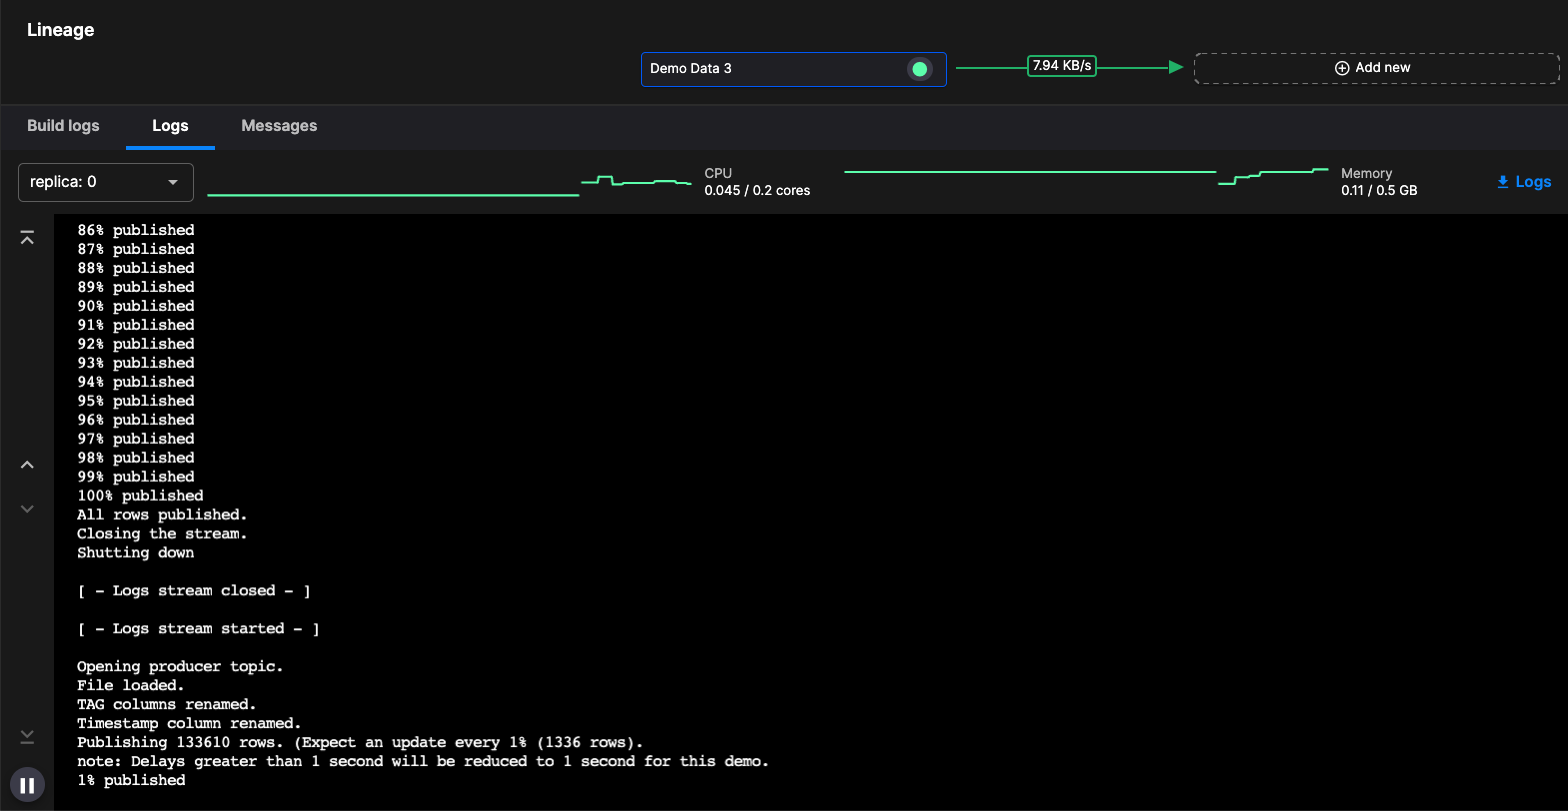 Lineage
Demo Data 3
7.94 KB/s
Add new
Build logs
Logs
Messages
replica: 0
CPU
0.045 / 0.2 cores
Memory
0.11 / 0.5 GB
Logs
86% published
87% published
88% published
89% published
90% published
91% published
92% published
93% published
94% published
95% published
96% published
97% published
98% published
99% published
100% published
All rows published.
Closing the stream.
Shutting down
[ - Logs stream closed - ]
[ - Logs stream started - ]
Opening producer topic.
File loaded.
TAG columns renamed.
Timestamp column renamed.
Publishing 133610 rows. (Expect an update every 1% (1336 rows).
note: Delays greater than 1 second will be reduced to 1 second for this demo.
1% published